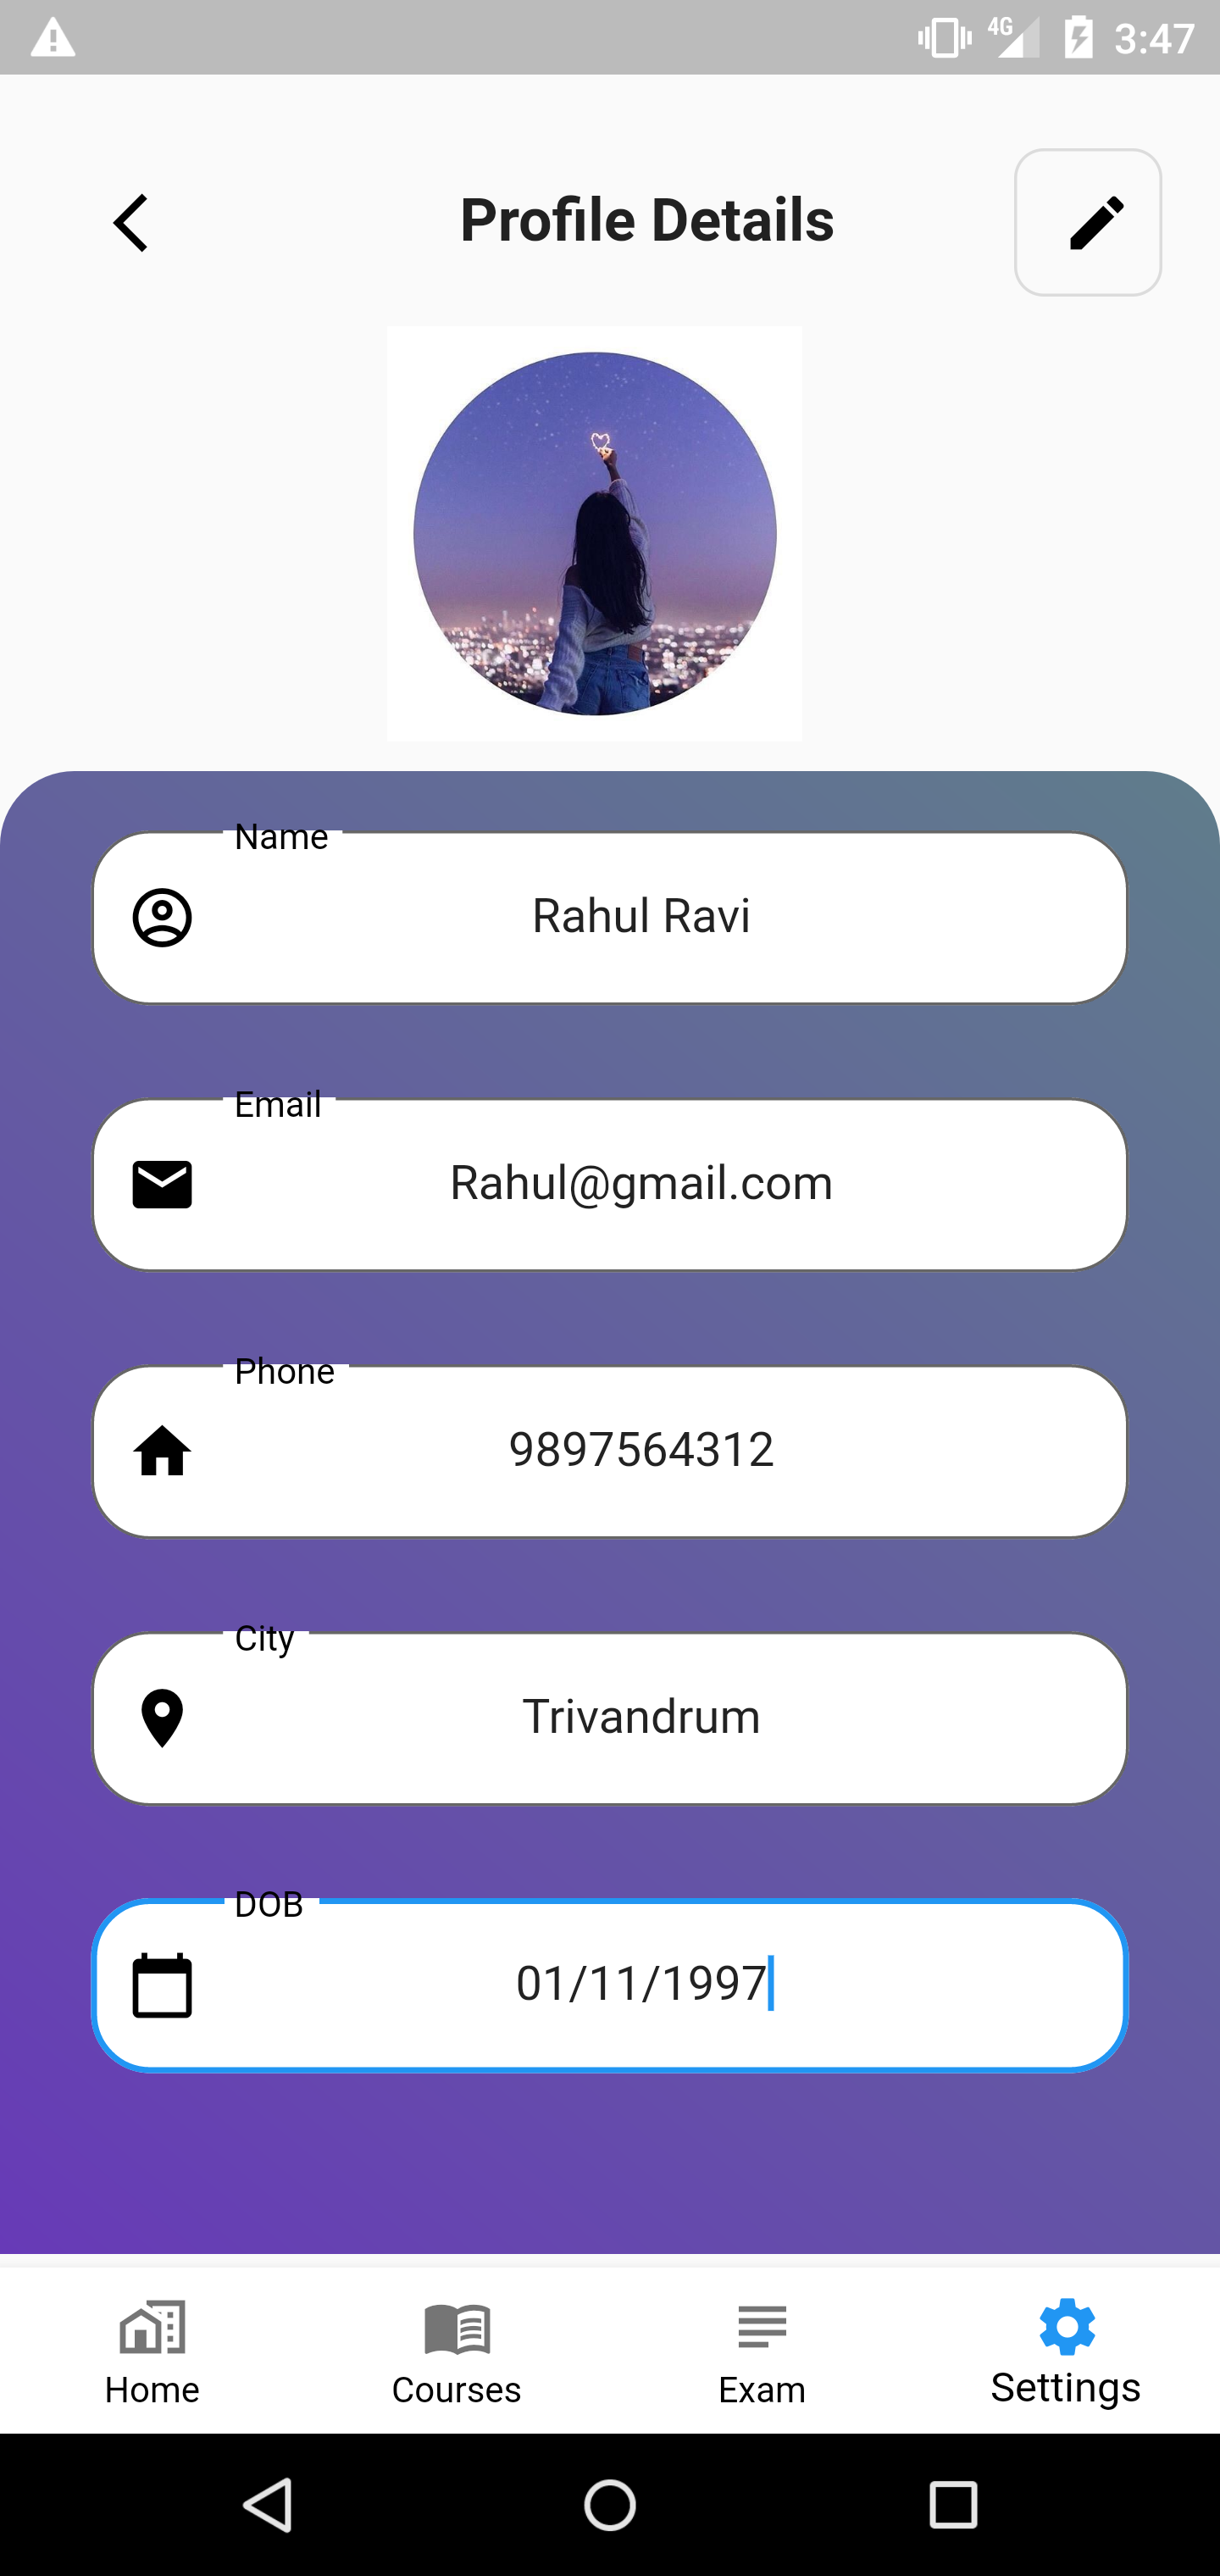 4G 3:47
Profile Details
Name
Rahul Ravi
Email
Rahul@gmail.com
Phone
9897564312
City
Trivandrum
DOB
01/11/1997
Home Courses Exam Settings